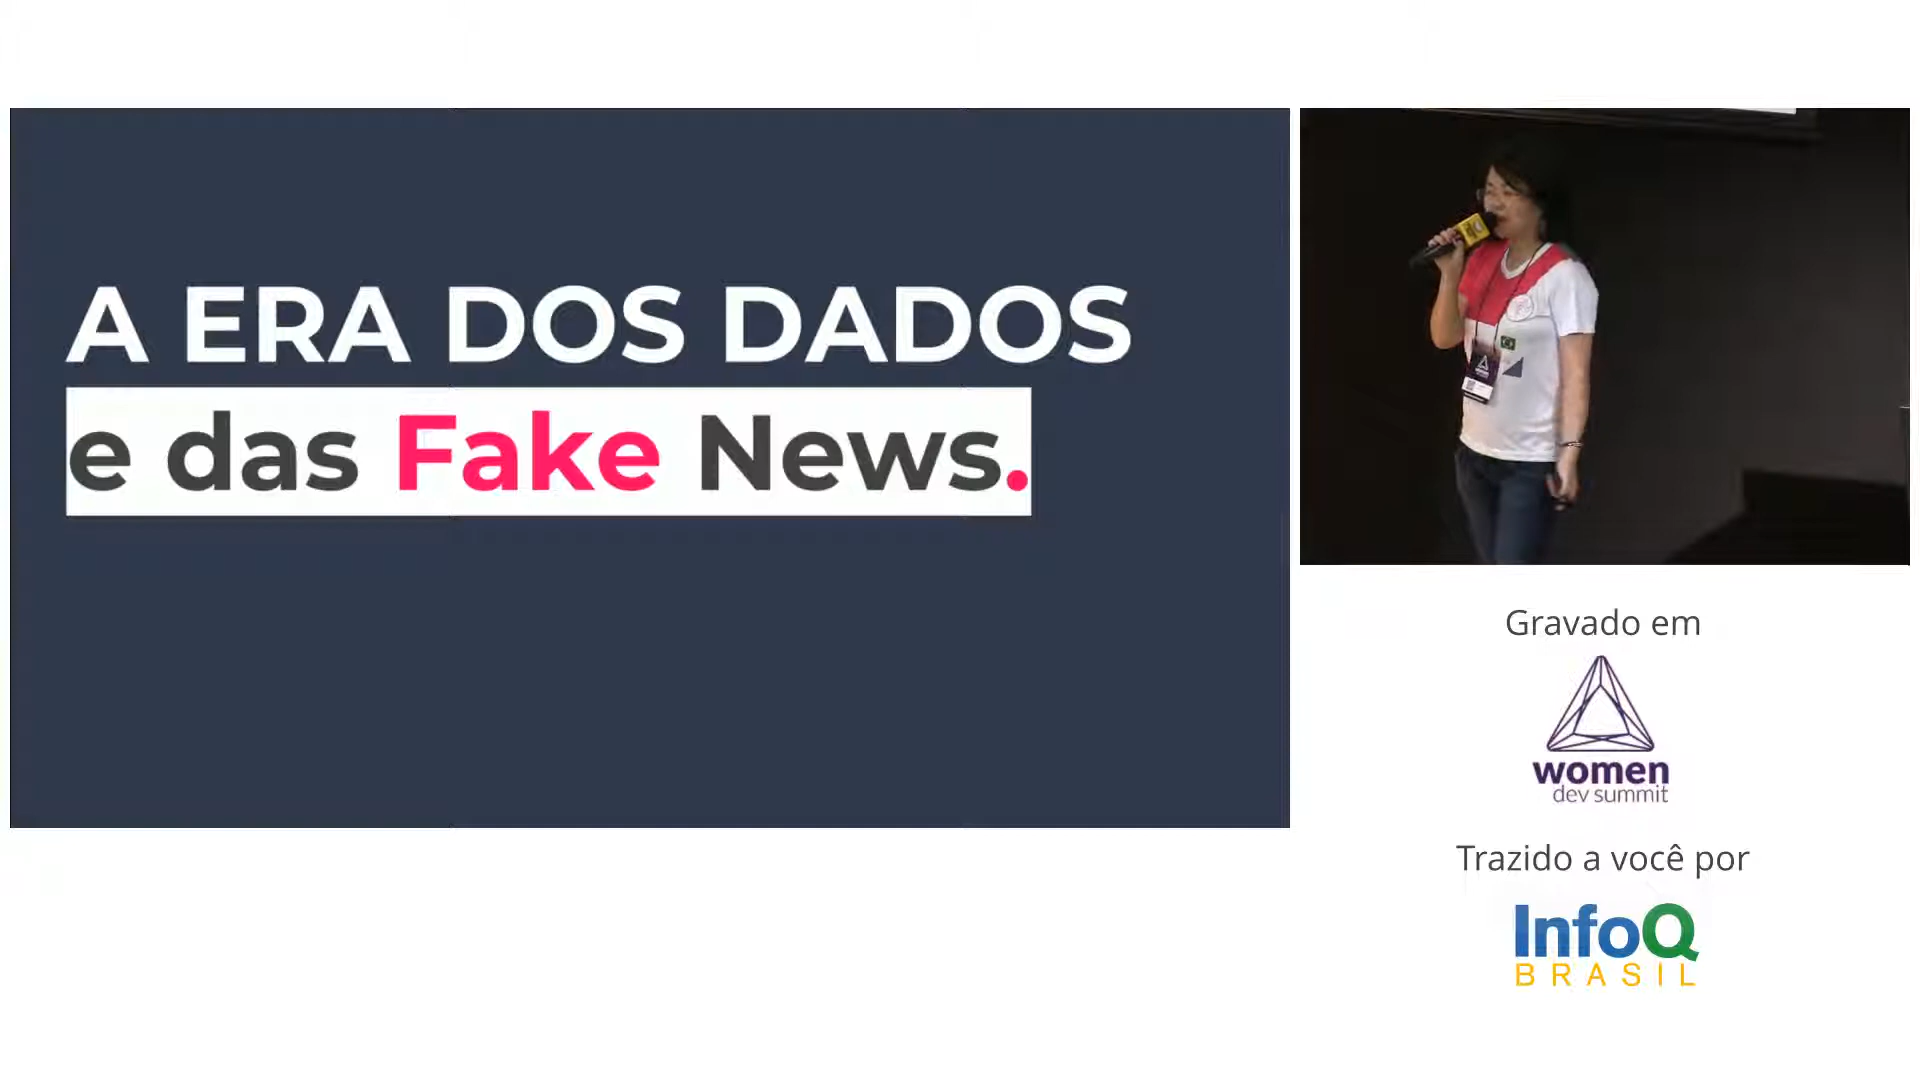 A ERA DOS DADOS
e das Fake News.
Gravado em
women
dev summit
Trazido a você por
InfoQ
BRASIL